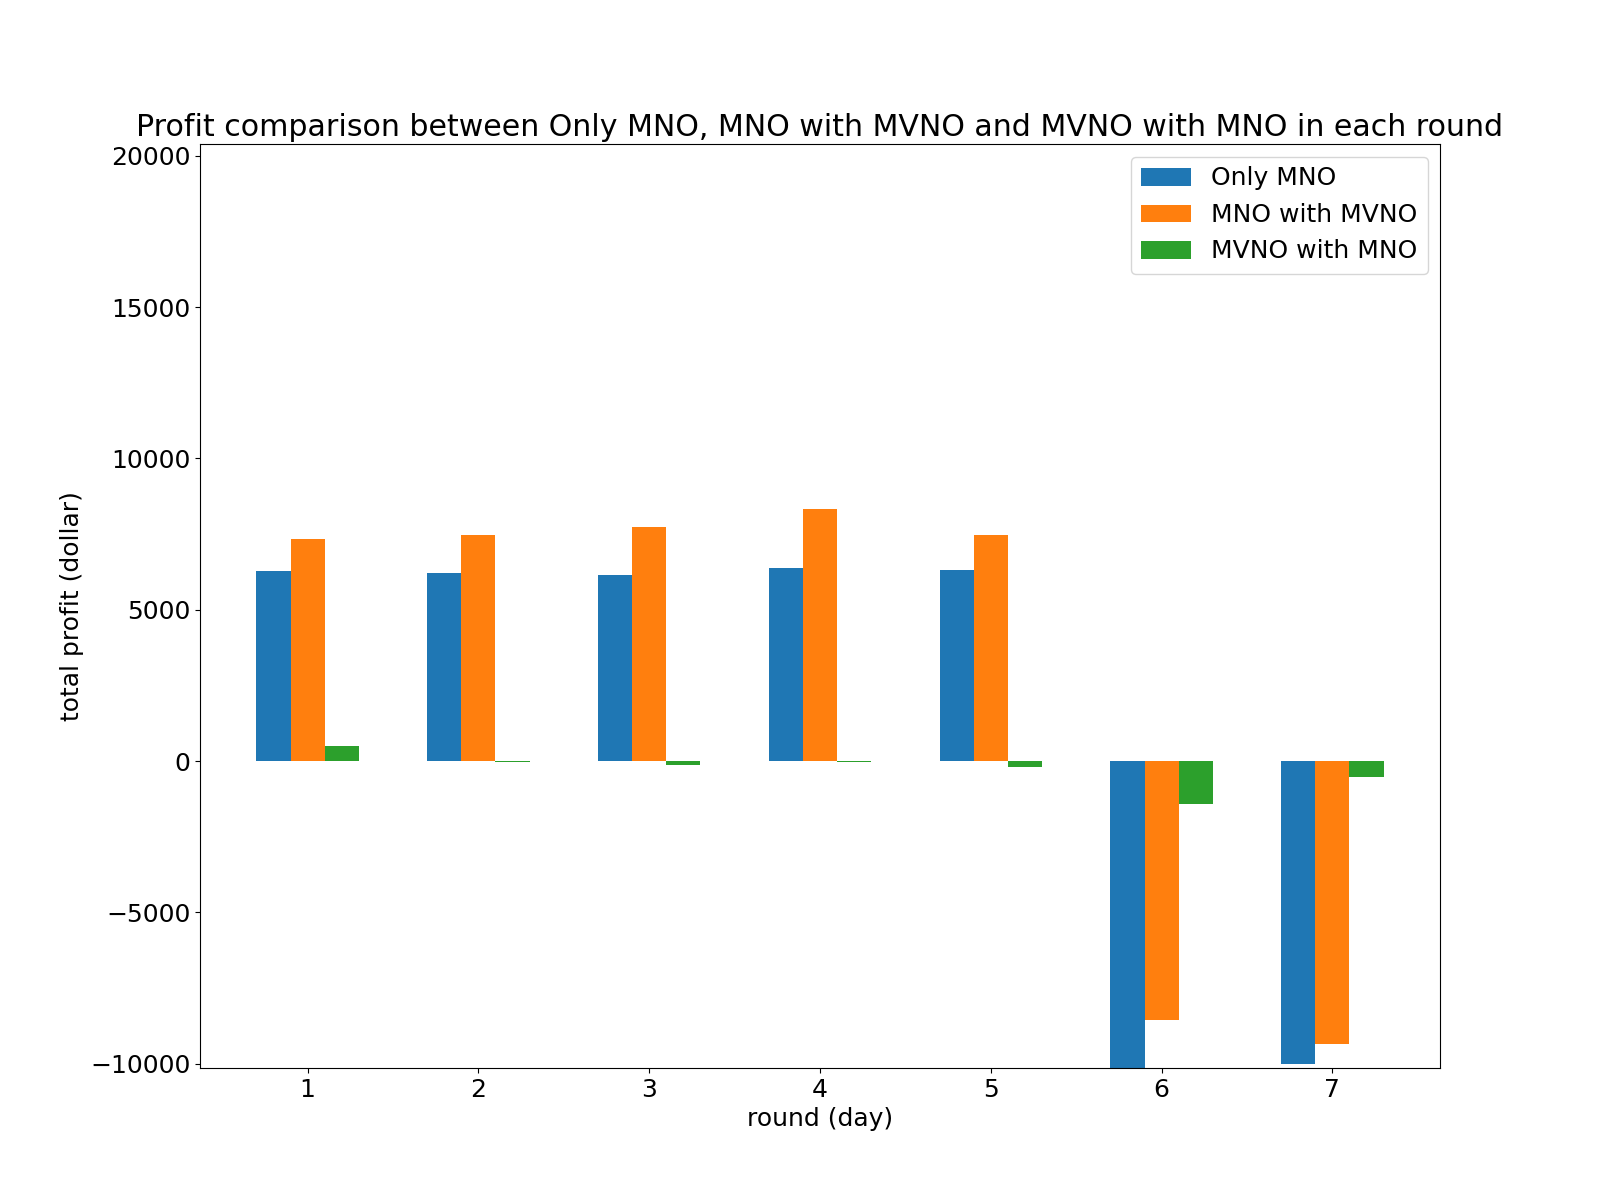 Profit comparison between Only MNO, MNO with MVNO and MVNO with MNO in each round
Only MNO
MNO with MVNO
MVNO with MNO
total profit (dollar)
20000
15000
10000
5000
0
−5000
−10000
1 2 3 4 5 6 7
round (day)